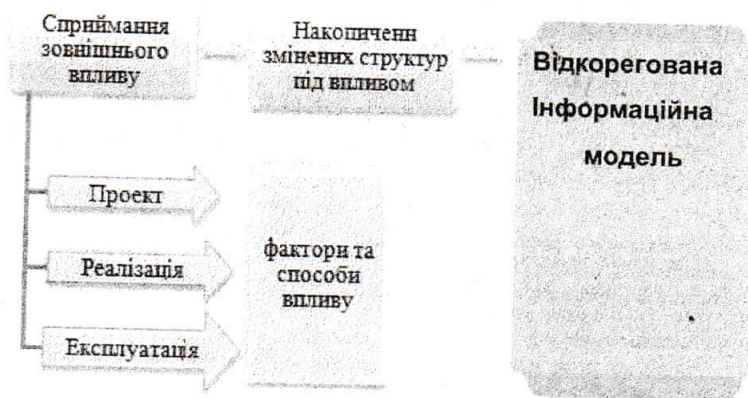 Сприймання
зовнішнього
впливу
Накопиченн
змінених структур
під впливом
Відкорегована
Інформаційна
модель
Проект
Реалізація
Експлуатація
фактори та
способи
впливу